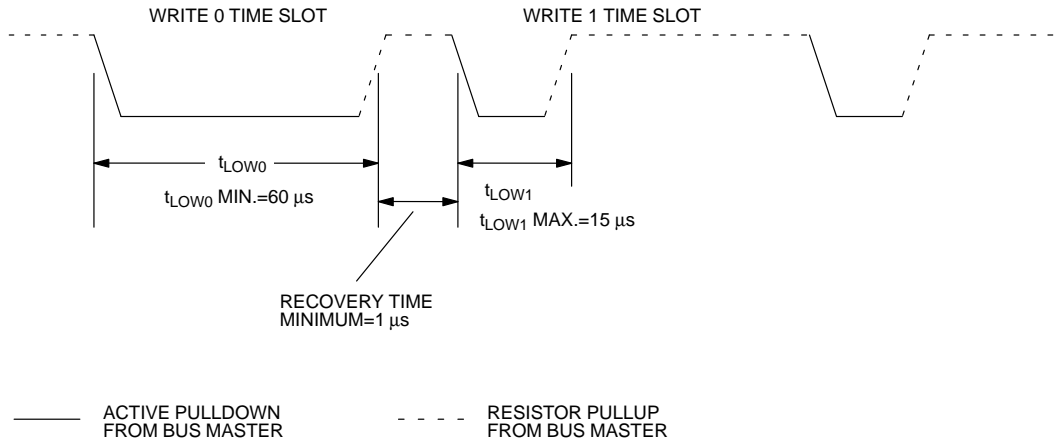 WRITE 0 TIME SLOT
WRITE 1 TIME SLOT
tLOW0
tLOW0 MIN.=60 µs
tLOW1
tLOW1 MAX.=15 µs
RECOVERY TIME
MINIMUM=1 µs
ACTIVE PULLDOWN
FROM BUS MASTER
RESISTOR PULLUP
FROM BUS MASTER